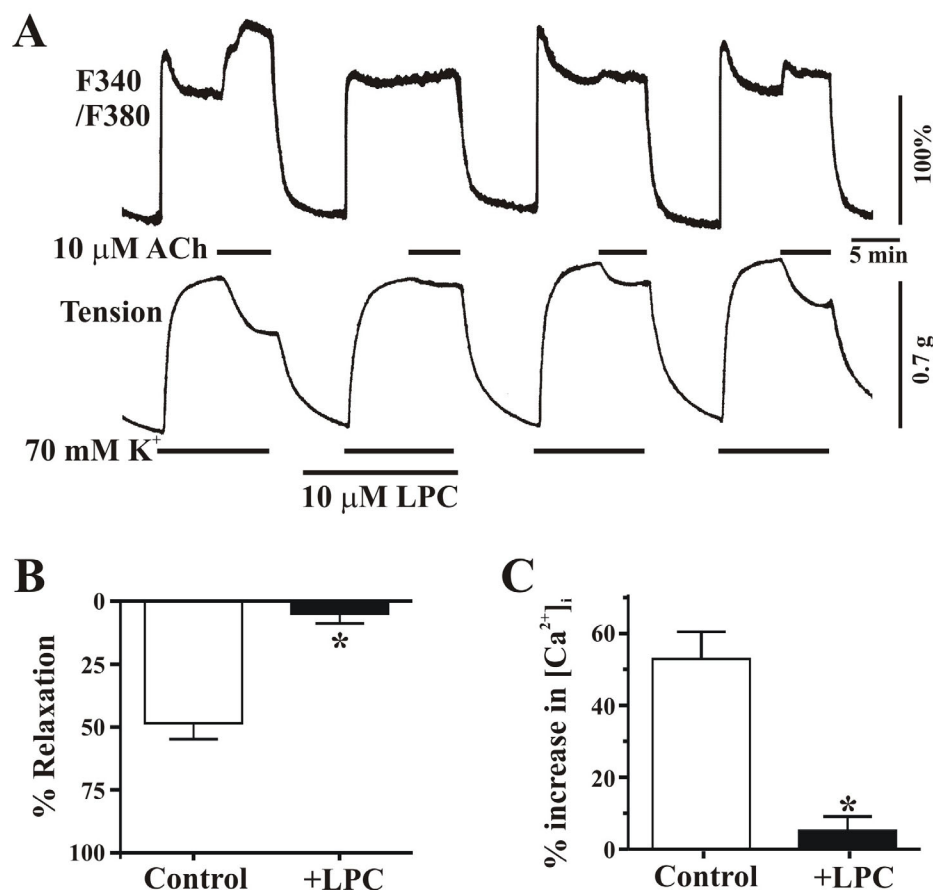 A
F340
/F380
100%
10 μM ACh
5 min
Tension
0.7 g
70 mM K⁺
10 μM LPC
B
% Relaxation
0
25
50
75
100
*
Control
+LPC
C
% increase in [Ca²⁺]ᵢ
60
40
20
0
*
Control
+LPC